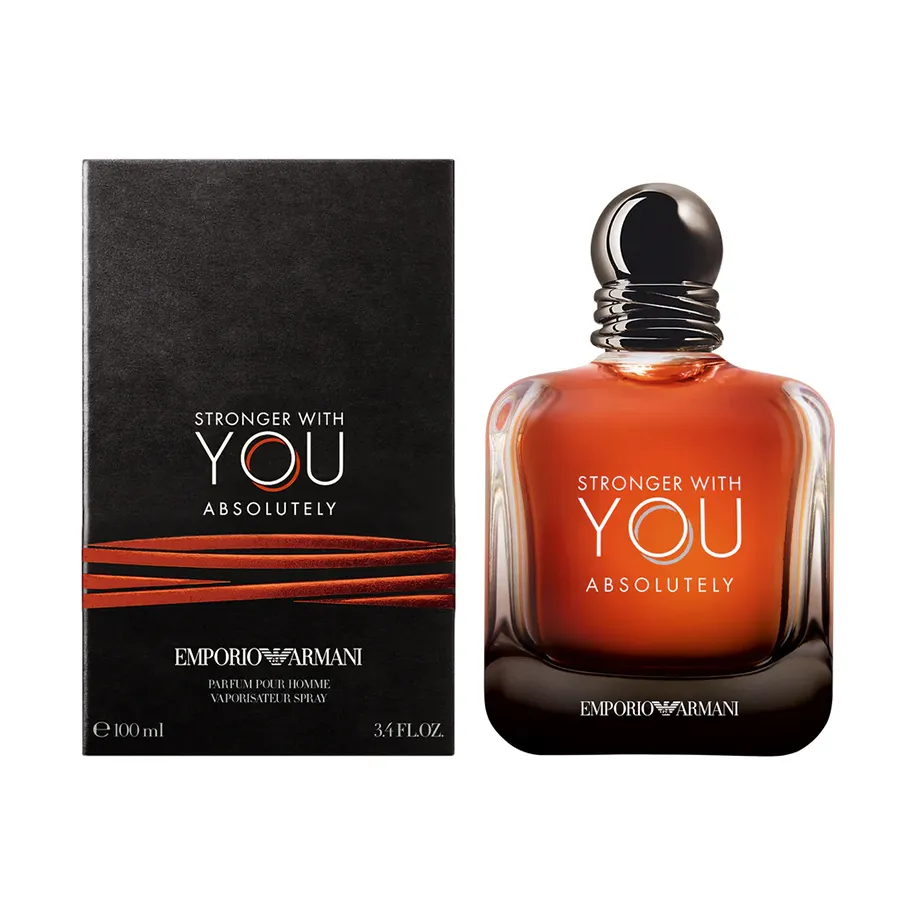 STRONGER WITH
YOU
ABSOLUTELY
EMPORIO ARMANI
PARFUM POUR HOMME
VAPORISATEUR SPRAY
℮ 100 ml
3.4 FL.OZ.
STRONGER WITH
YOU
ABSOLUTELY
EMPORIO ARMANI